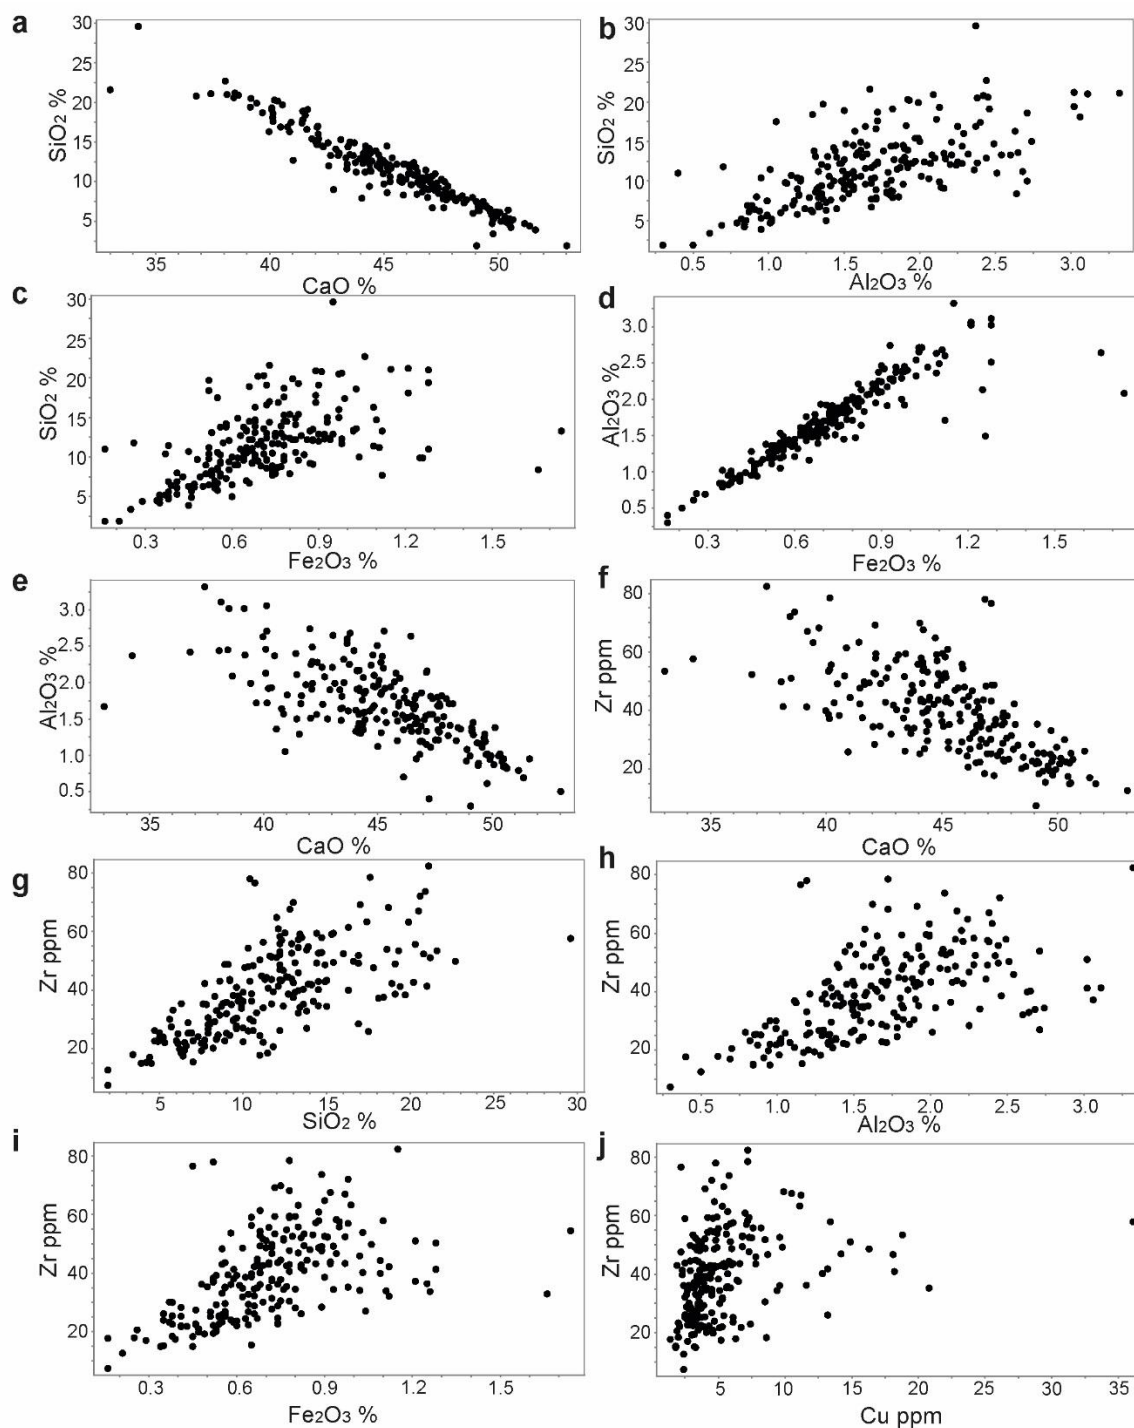 a
30
25
20
15
10
5
SiO₂ %
35 40 45 50
CaO %
b
30
25
20
15
10
5
SiO₂ %
0.5 1.0 1.5 2.0 2.5 3.0
Al₂O₃ %
c
30
25
20
15
10
5
SiO₂ %
0.3 0.6 0.9 1.2 1.5
Fe₂O₃ %
d
3.0
2.5
2.0
1.5
1.0
0.5
Al₂O₃ %
0.3 0.6 0.9 1.2 1.5
Fe₂O₃ %
e
3.0
2.5
2.0
1.5
1.0
0.5
Al₂O₃ %
35 40 45 50
CaO %
f
80
60
40
20
Zr ppm
35 40 45 50
CaO %
g
80
60
40
20
Zr ppm
5 10 15 20 25 30
SiO₂ %
h
80
60
40
20
Zr ppm
0.5 1.0 1.5 2.0 2.5 3.0
Al₂O₃ %
i
80
60
40
20
Zr ppm
0.3 0.6 0.9 1.2 1.5
Fe₂O₃ %
j
80
60
40
20
Zr ppm
5 10 15 20 25 30 35
Cu ppm